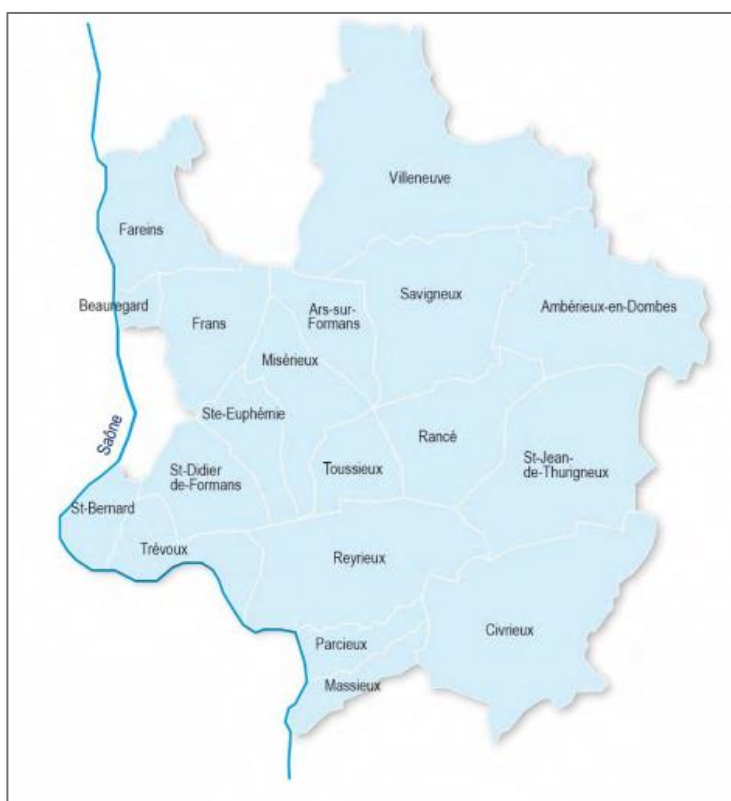 Villeneuve
Fareins
Beauregard
Frans
Ars-sur-
Formans
Savigneux
Ambérieux-en-Dombes
Misérieux
Saône
Ste-Euphémie
Rancé
St-Didier
de-Formans
Toussieux
St-Jean-
de-Thurigneux
St-Bernard
Trévoux
Reyrieux
Civrieux
Parcieux
Massieux